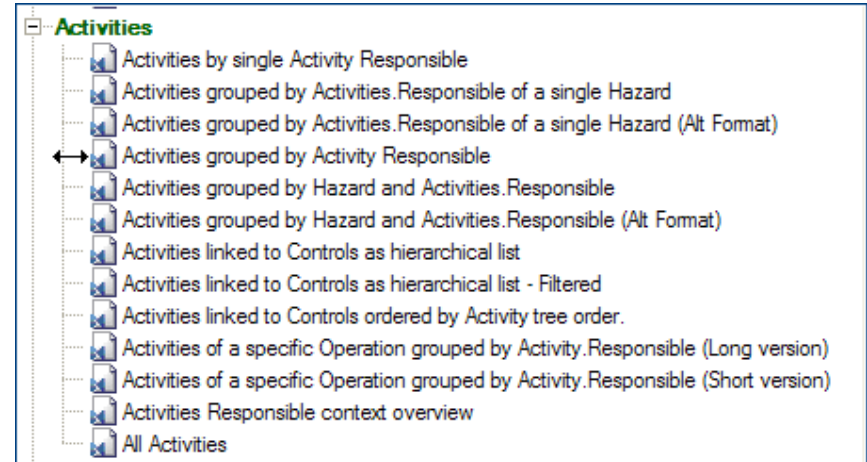 Activities
Activities by single Activity Responsible
Activities grouped by Activities.Responsible of a single Hazard
Activities grouped by Activities.Responsible of a single Hazard (Alt Format)
Activities grouped by Activity Responsible
Activities grouped by Hazard and Activities.Responsible
Activities grouped by Hazard and Activities.Responsible (Alt Format)
Activities linked to Controls as hierarchical list
Activities linked to Controls as hierarchical list - Filtered
Activities linked to Controls ordered by Activity tree order.
Activities of a specific Operation grouped by Activity.Responsible (Long version)
Activities of a specific Operation grouped by Activity.Responsible (Short version)
Activities Responsible context overview
All Activities